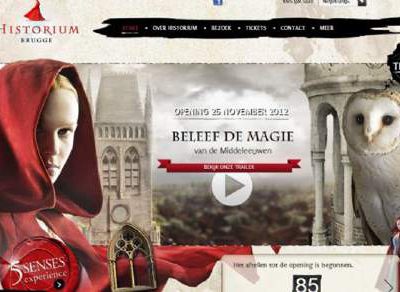 HISTORIUM
BRUGGE
START • OVER HISTORIUM • BEZOEK • TICKETS • CONTACT • MEER
OPENING 25 NOVEMBER 2012
BELEEF DE MAGIE
van de Middeleeuwen
BEKIJK ONZE TRAILER
5 SENSES
experience
Het aftellen tot de opening is begonnen.
85